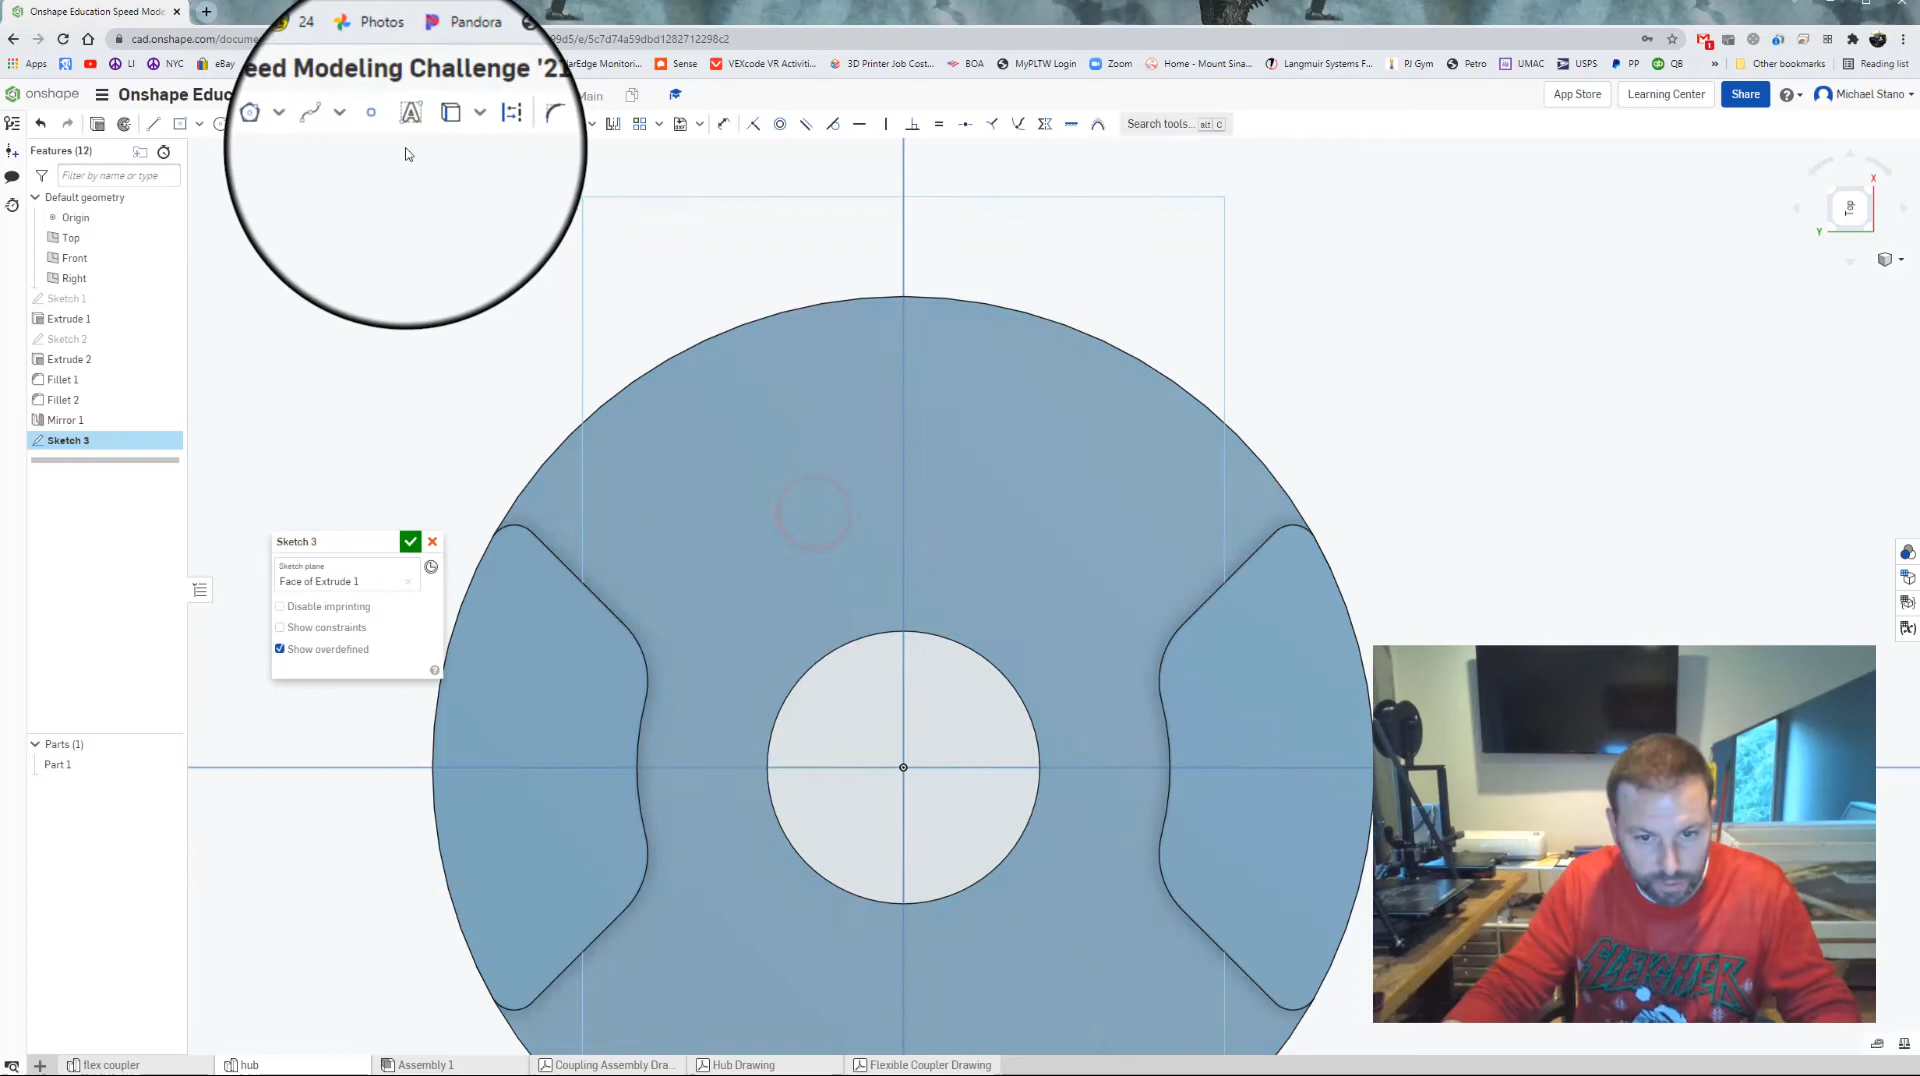 Onshape Education Speed Mode
24
Photos
Pandora
cad.onshape.com/docume
99d5/e/5c7d74a59dbd1282712298c2
Apps
LI
NYC
eBay
arEdge Monitori...
Sense
VEXcode VR Activiti...
3D Printer Job Cost...
BOA
MyPLTW Login
Zoom
Home - Mount Sina...
Langmuir Systems F...
PJ Gym
Petro
UMAC
USPS
PP
QB
»
Other bookmarks
Reading list
onshape
Onshape Educ
eed Modeling Challenge '21
Main
App Store
Learning Center
Share
Michael Stano
Search tools...
alt
C
Features (12)
Filter by name or type
Default geometry
Origin
Top
Front
Right
Sketch 1
Extrude 1
Sketch 2
Extrude 2
Fillet 1
Fillet 2
Mirror 1
Sketch 3
Sketch 3
Sketch plane
Face of Extrude 1
Disable imprinting
Show constraints
Show overdefined
Parts (1)
Part 1
X
Top
Y
flex coupler
hub
Assembly 1
Coupling Assembly Dra...
Hub Drawing
Flexible Coupler Drawing